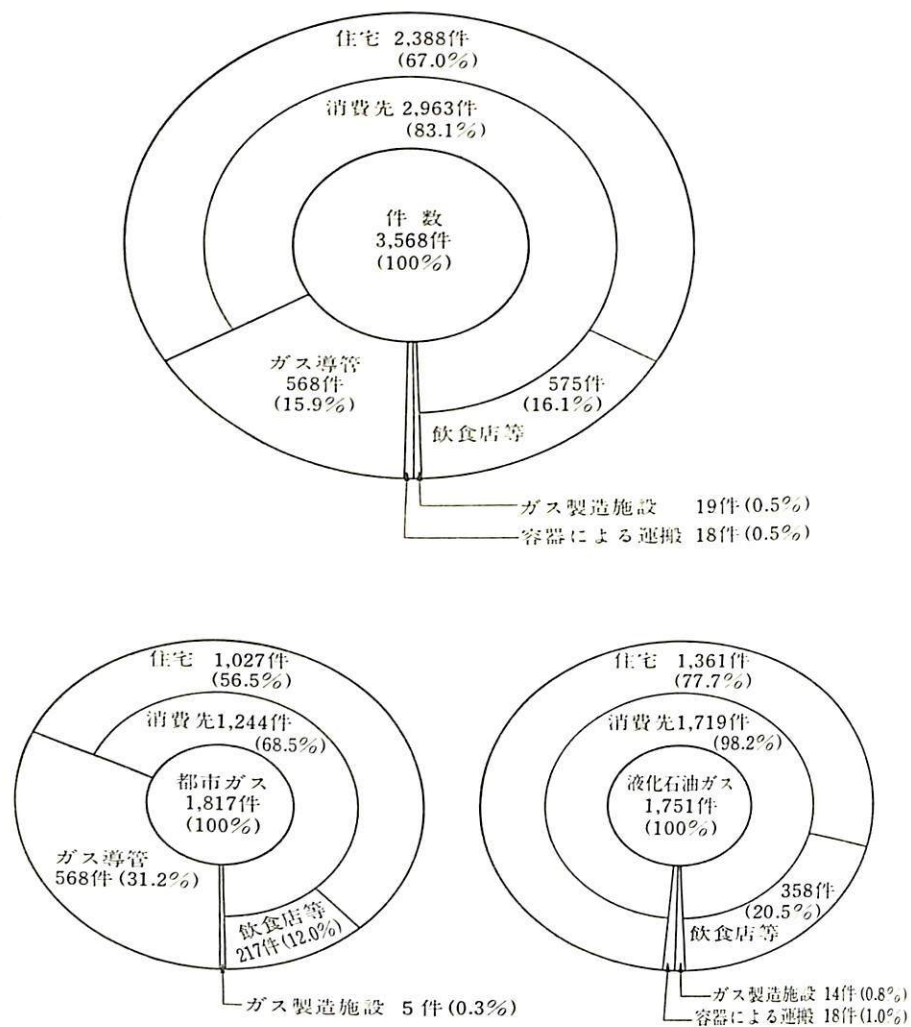 住宅 2,388件
(67.0%)
消費先 2,963件
(83.1%)
件数
3,568件
(100%)
ガス導管
568件
(15.9%)
575件
(16.1%)
飲食店等
ガス製造施設 19件(0.5%)
容器による運搬 18件(0.5%)
住宅 1,027件
(56.5%)
消費先1,244件
(68.5%)
都市ガス
1,817件
(100%)
ガス導管
568件(31.2%)
飲食店等
217件(12.0%)
ガス製造施設 5件(0.3%)
住宅 1,361件
(77.7%)
消費先1,719件
(98.2%)
液化石油ガス
1,751件
(100%)
358件
(20.5%)
飲食店等
ガス製造施設 14件(0.8%)
容器による運搬 18件(1.0%)